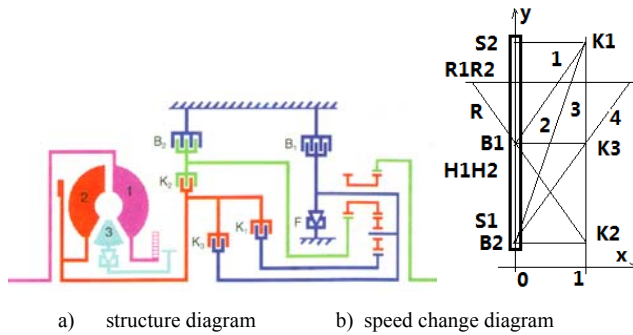 B2
B1
K2
2
1
3
F
K3
K1
y
S2
K1
1
R1R2
R
3
4
2
B1
K3
H1H2
S1
B2
K2
x
0
1
a) structure diagram
b) speed change diagram